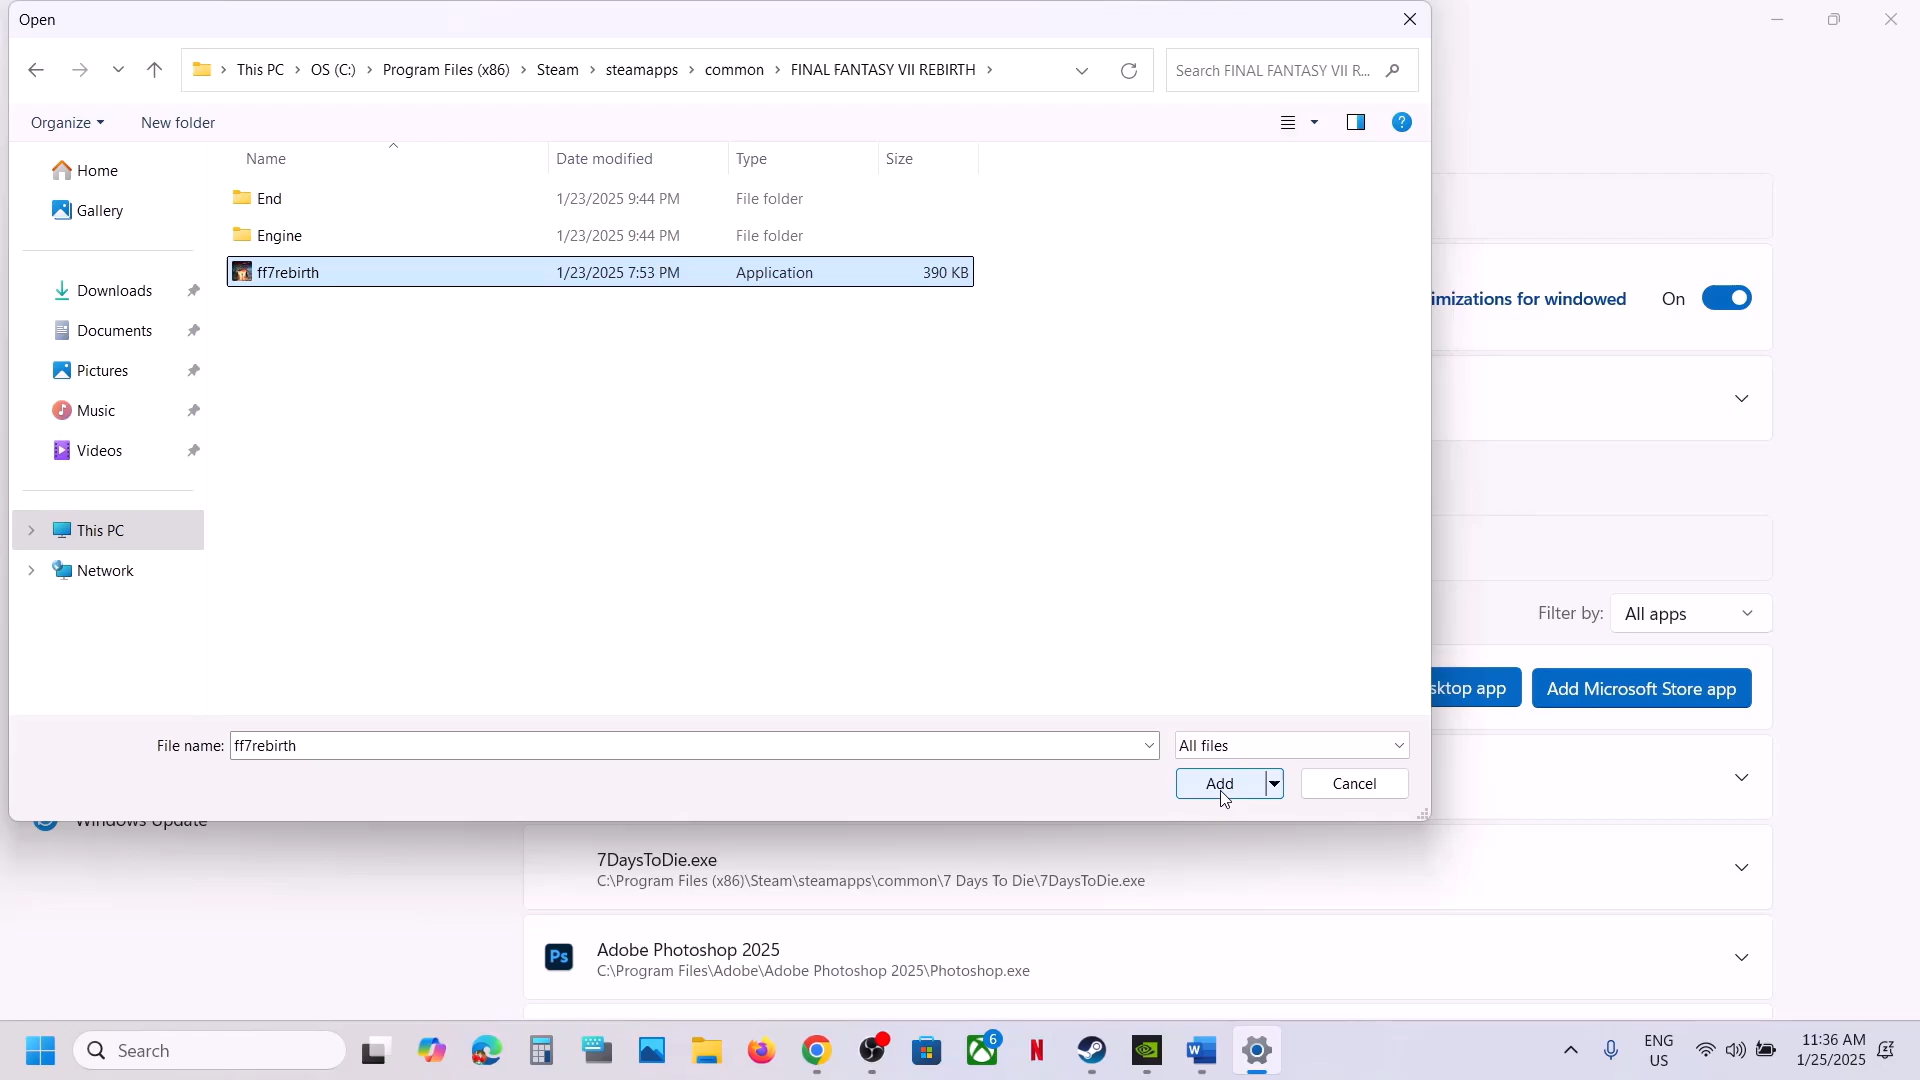 Open
This PC > OS (C:) > Program Files (x86) > Steam > steamapps > common > FINAL FANTASY VII REBIRTH >
Search FINAL FANTASY VII R...
Organize
New folder
Name
Date modified
Type
Size
Home
Gallery
Downloads
Documents
Pictures
Music
Videos
This PC
Network
End
1/23/2025 9:44 PM
File folder
Engine
1/23/2025 9:44 PM
File folder
ff7rebirth
1/23/2025 7:53 PM
Application
390 KB
imizations for windowed
On
Filter by:
All apps
sktop app
Add Microsoft Store app
File name:
ff7rebirth
All files
Add
Cancel
Windows Update
7DaysToDie.exe
C:\Program Files (x86)\Steam\steamapps\common\7 Days To Die\7DaysToDie.exe
Ps
Adobe Photoshop 2025
C:\Program Files\Adobe\Adobe Photoshop 2025\Photoshop.exe
Search
6
N
W
ENG
US
11:36 AM
1/25/2025